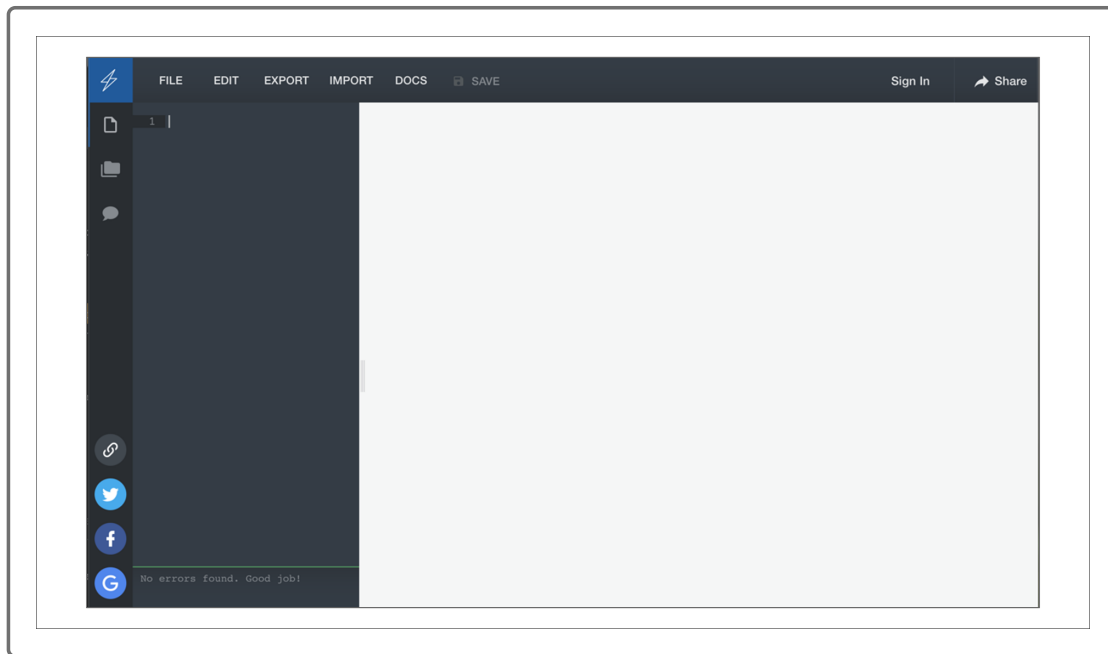 FILE EDIT EXPORT IMPORT DOCS SAVE Sign In Share
1
No errors found. Good job!